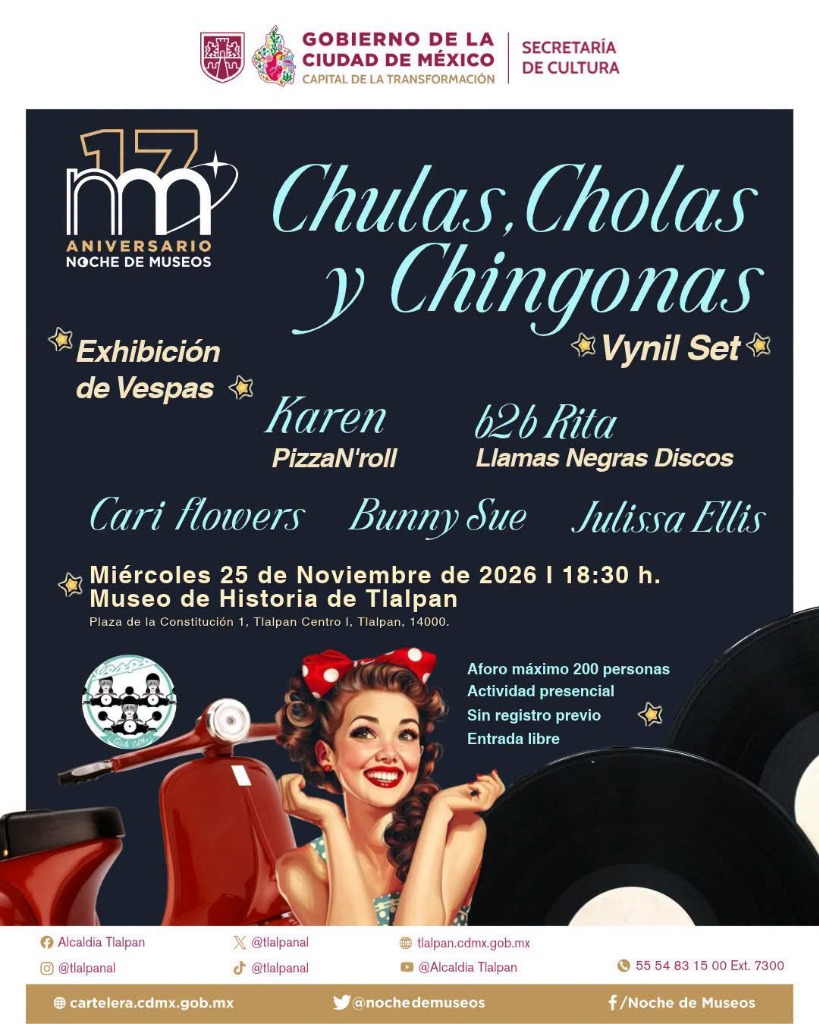 GOBIERNO DE LA
CIUDAD DE MÉXICO
CAPITAL DE LA TRANSFORMACIÓN
SECRETARÍA
DE CULTURA
17
nm
ANIVERSARIO
NOCHE DE MUSEOS
Chulas, Cholas
y Chingonas
Exhibición
de Vespas
Vynil Set
Karen
PizzaN'roll
b2b Rita
Llamas Negras Discos
Cari flowers
Bunny Sue
Julissa Ellis
Miércoles 25 de Noviembre de 2026 I 18:30 h.
Museo de Historia de Tlalpan
Plaza de la Constitución 1, Tlalpan Centro I, Tlalpan, 14000.
Aforo máximo 200 personas
Actividad presencial
Sin registro previo
Entrada libre
Alcaldía Tlalpan
@tlalpanal
tlalpan.cdmx.gob.mx
@tlalpanal
@tlalpanal
@Alcaldía Tlalpan
55 54 83 15 00 Ext. 7300
cartelera.cdmx.gob.mx
@nochedemuseos
/Noche de Museos